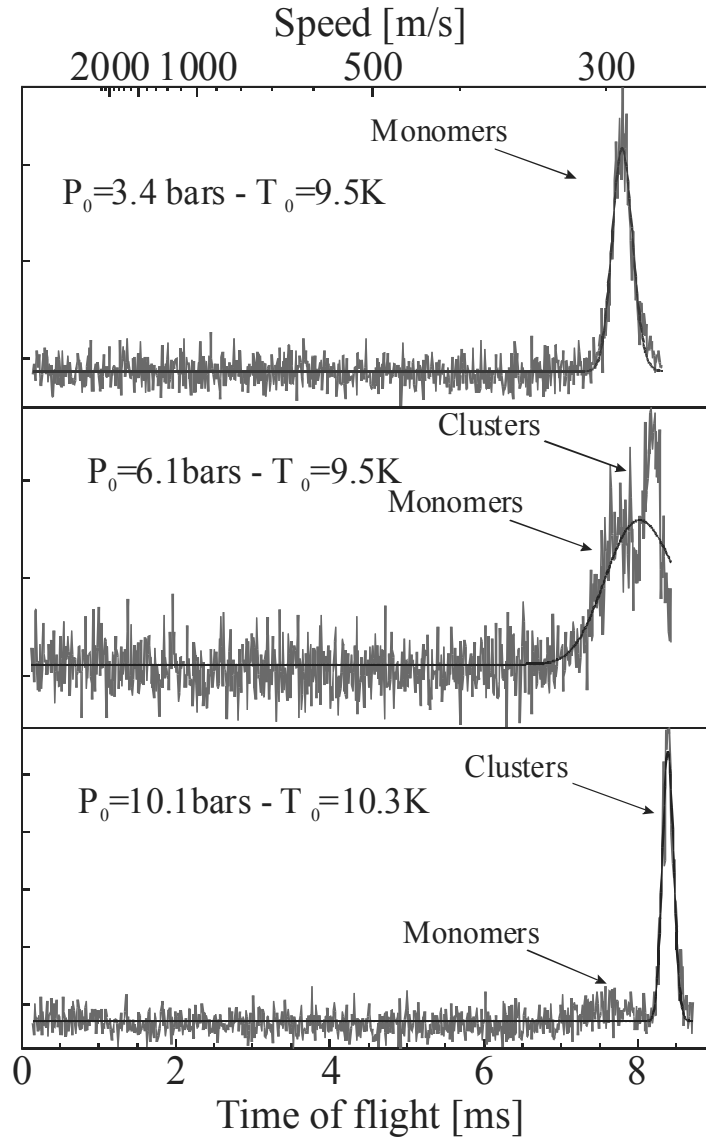 Speed [m/s]
2000 1000 500 300
Monomers
P₀=3.4 bars - T₀=9.5K
Clusters
P₀=6.1bars - T₀=9.5K
Monomers
Clusters
P₀=10.1bars - T₀=10.3K
Monomers
0 2 4 6 8
Time of flight [ms]